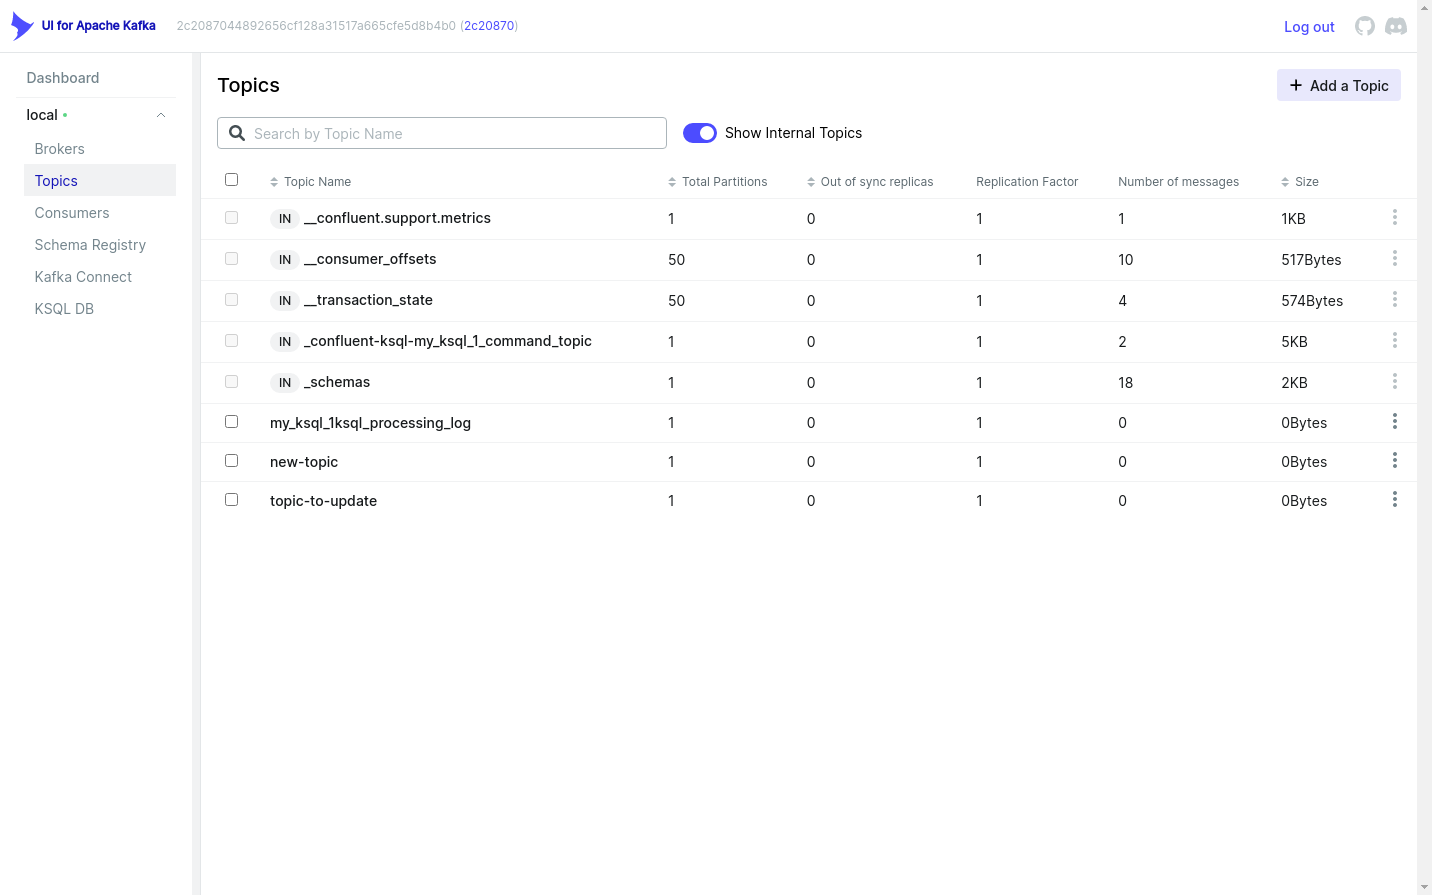 UI for Apache Kafka 2c2087044892656cf128a31517a665cfe5d8b4b0 (2c20870) Log out
Dashboard
local
Brokers
Topics
Consumers
Schema Registry
Kafka Connect
KSQL DB
Topics
Add a Topic
Search by Topic Name Show Internal Topics
Topic Name Total Partitions Out of sync replicas Replication Factor Number of messages Size
IN __confluent.support.metrics 1 0 1 1 1KB
IN __consumer_offsets 50 0 1 10 517Bytes
IN __transaction_state 50 0 1 4 574Bytes
IN _confluent-ksql-my_ksql_1_command_topic 1 0 1 2 5KB
IN _schemas 1 0 1 18 2KB
my_ksql_1ksql_processing_log 1 0 1 0 0Bytes
new-topic 1 0 1 0 0Bytes
topic-to-update 1 0 1 0 0Bytes